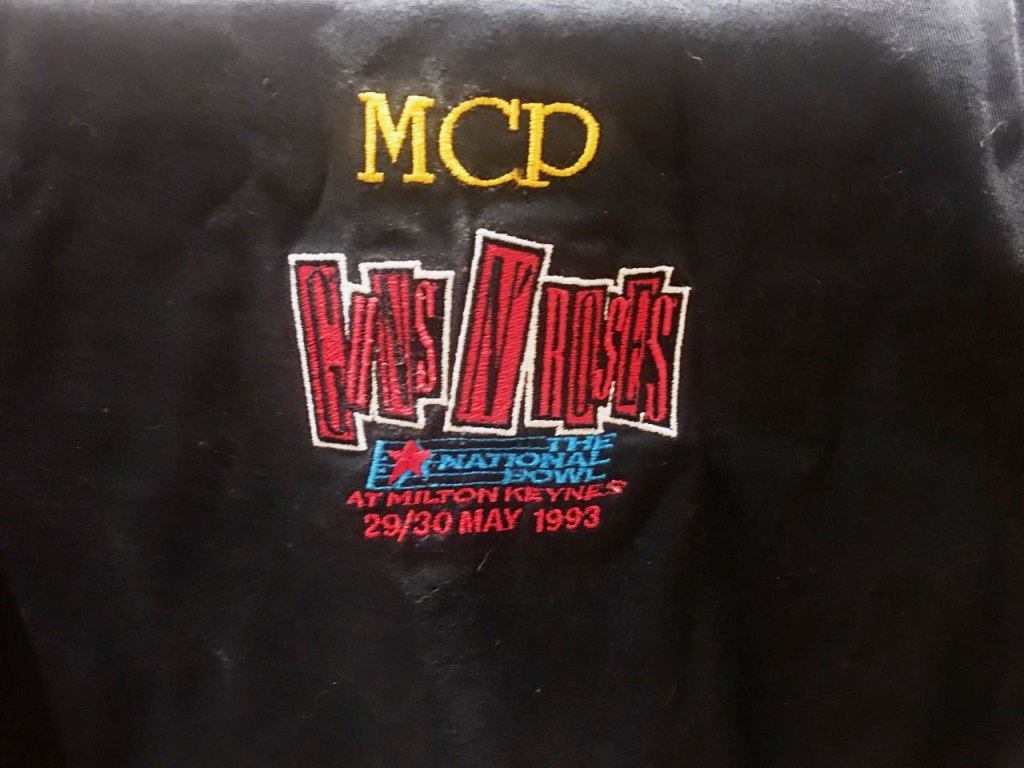 MCP
GUNS N' ROSES
THE
NATIONAL
BOWL
AT MILTON KEYNES
29/30 MAY 1993